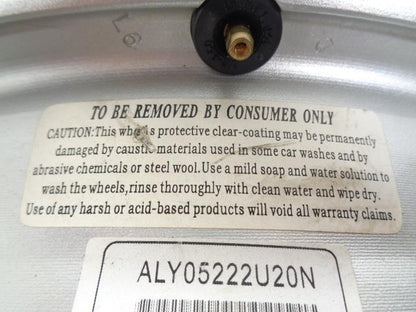 TO BE REMOVED BY CONSUMER ONLY
CAUTION:This protective clear-coating may be permanently
damaged by caustic materials used in some car washes and by
abrasive chemicals or steel wool.Use a mild soap and water solution to
wash the wheels,rinse thoroughly with clean water and wipe dry.
Use of any harsh or acid-based products will void all warranty claims.
ALY05222U20N